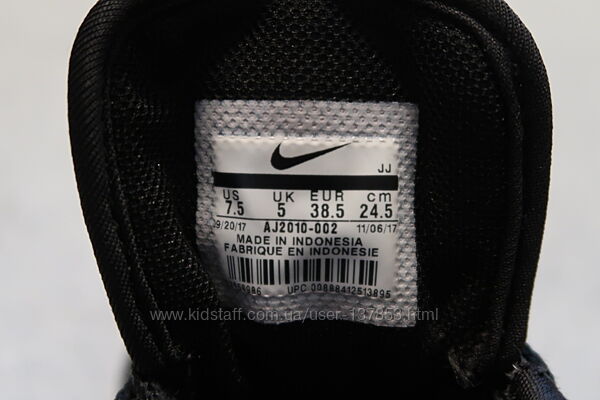 JJ
US UK EUR cm
7.5 5 38.5 24.5
09/20/17 AJ2010-002 11/06/17
MADE IN INDONESIA
FABRIQUE EN INDONESIE
UPC 00888412513895
www.kidstaff.com.ua/user-137353.html